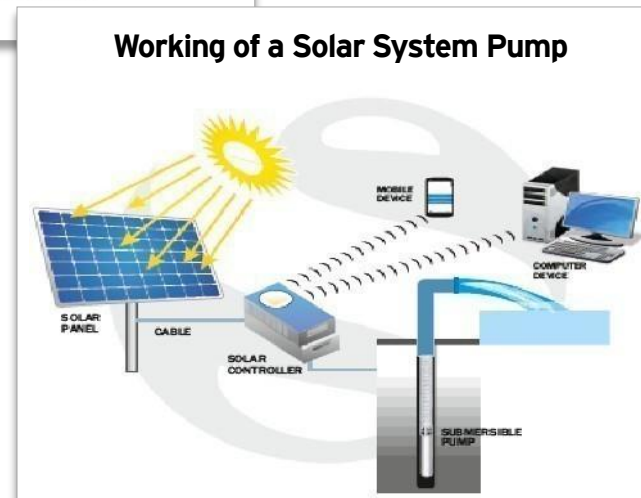 Working of a Solar System Pump
MOBILE
DEVICE
COMPUTER
DEVICE
SOLAR
PANEL
CABLE
SOLAR
CONTROLLER
SUBMERSIBLE
PUMP